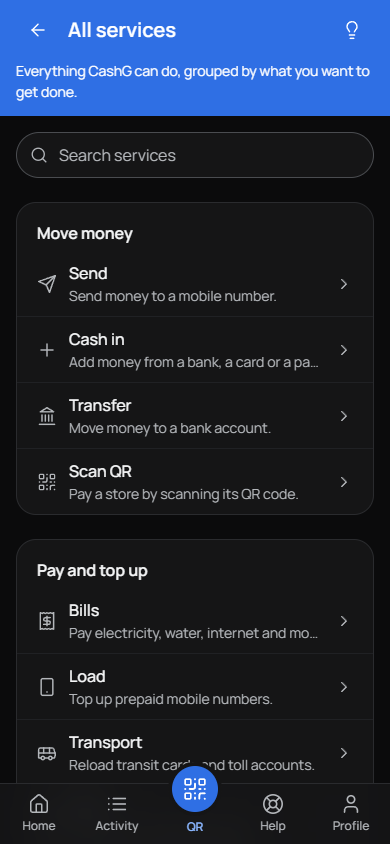 All services
Everything CashG can do, grouped by what you want to
get done.
Search services
Move money
Send
Send money to a mobile number.
Cash in
Add money from a bank, a card or a pa...
Transfer
Move money to a bank account.
Scan QR
Pay a store by scanning its QR code.
Pay and top up
Bills
Pay electricity, water, internet and mo...
Load
Top up prepaid mobile numbers.
Transport
Reload transit card and toll accounts.
Home
Activity
QR
Help
Profile